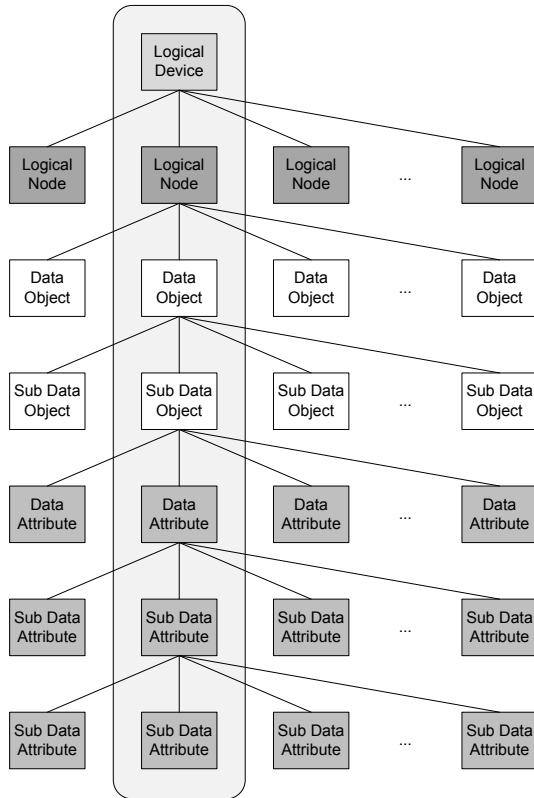 Logical
Device
Logical
Node
Logical
Node
Logical
Node
...
Logical
Node
Data
Object
Data
Object
Data
Object
...
Data
Object
Sub Data
Object
Sub Data
Object
Sub Data
Object
...
Sub Data
Object
Data
Attribute
Data
Attribute
Data
Attribute
...
Data
Attribute
Sub Data
Attribute
Sub Data
Attribute
Sub Data
Attribute
...
Sub Data
Attribute
Sub Data
Attribute
Sub Data
Attribute
Sub Data
Attribute
...
Sub Data
Attribute